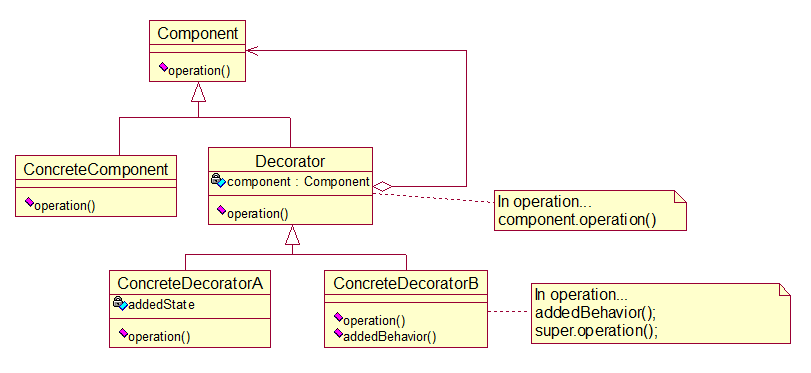 Component
operation()
ConcreteComponent
operation()
Decorator
component : Component
operation()
In operation...
component.operation()
ConcreteDecoratorA
addedState
operation()
ConcreteDecoratorB
operation()
addedBehavior()
In operation...
addedBehavior();
super.operation();